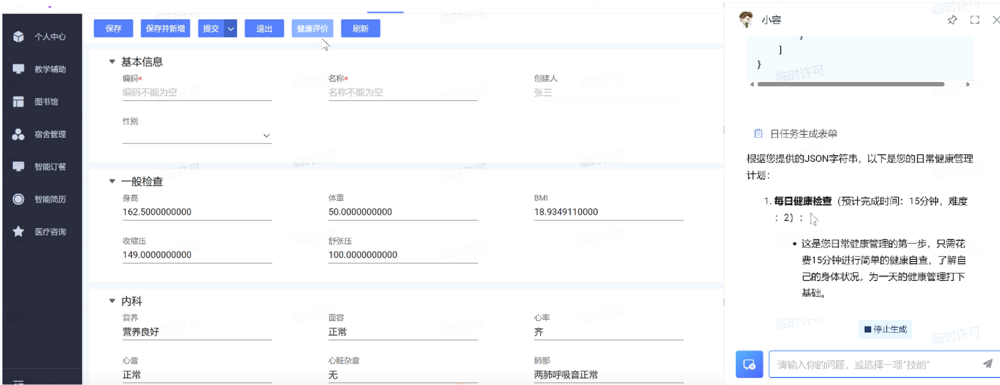 保存 保存并新增 提交 退出 健康评价 刷新
个人中心
教学辅助
图书馆
宿舍管理
智能订餐
智能简历
医疗咨询
基本信息
编码* 名称* 创建人
编码不能为空 名称不能为空 张三
性别
一般检查
身高 体重 BMI
162.5000000000 50.0000000000 18.9349110000
收缩压 舒张压
149.0000000000 100.0000000000
内科
营养 面容 心率
营养良好 正常 齐
心音 心脏杂音 肺部
正常 无 两肺呼吸音正常
小容
]
}
日任务生成表单
根据您提供的JSON字符串，以下是您的日常健康管理
计划：
1. 每日健康检查（预计完成时间：15分钟，难度
：2）：
• 这是您日常健康管理的第一步，只需花
费15分钟进行简单的健康自查，了解自
己的身体状况，为一天的健康管理打下
基础。
停止生成
请输入你的问题，或选择一项"技能"
临时许可